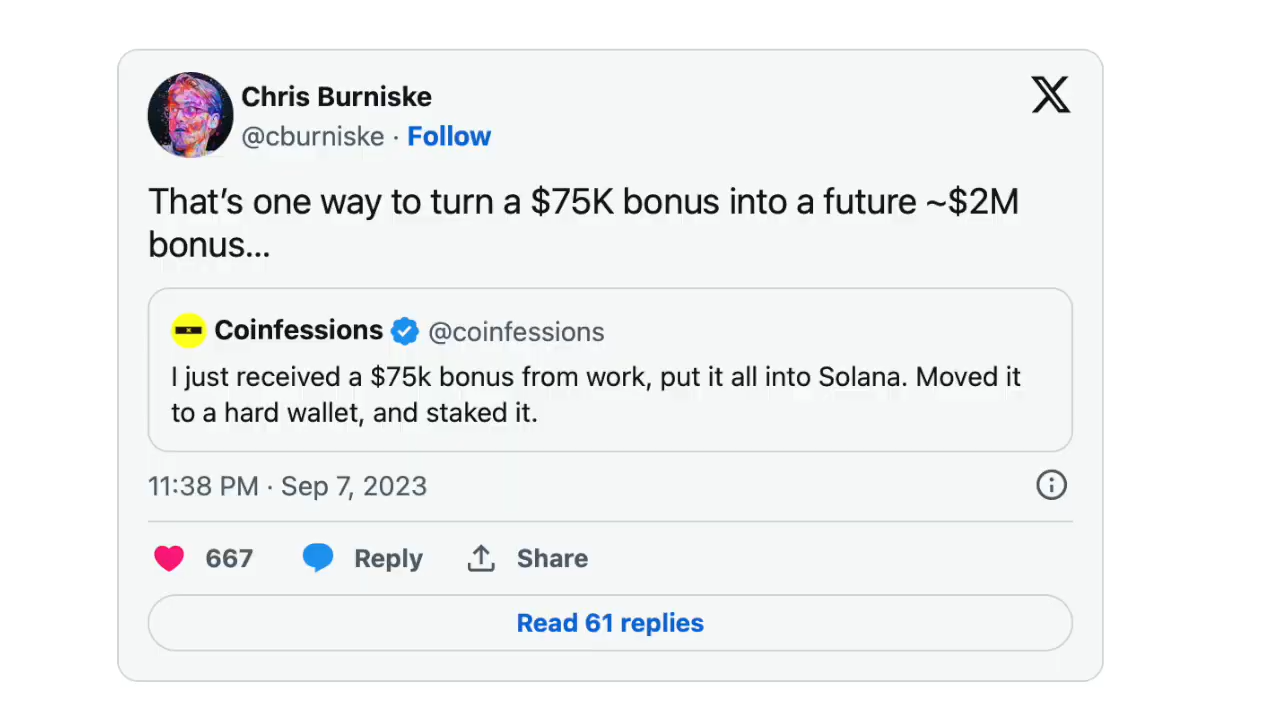 Chris Burniske
@cburniske · Follow
That’s one way to turn a $75K bonus into a future ~$2M
bonus...
Coinfessions @coinfessions
I just received a $75k bonus from work, put it all into Solana. Moved it
to a hard wallet, and staked it.
11:38 PM · Sep 7, 2023
667 Reply Share
Read 61 replies